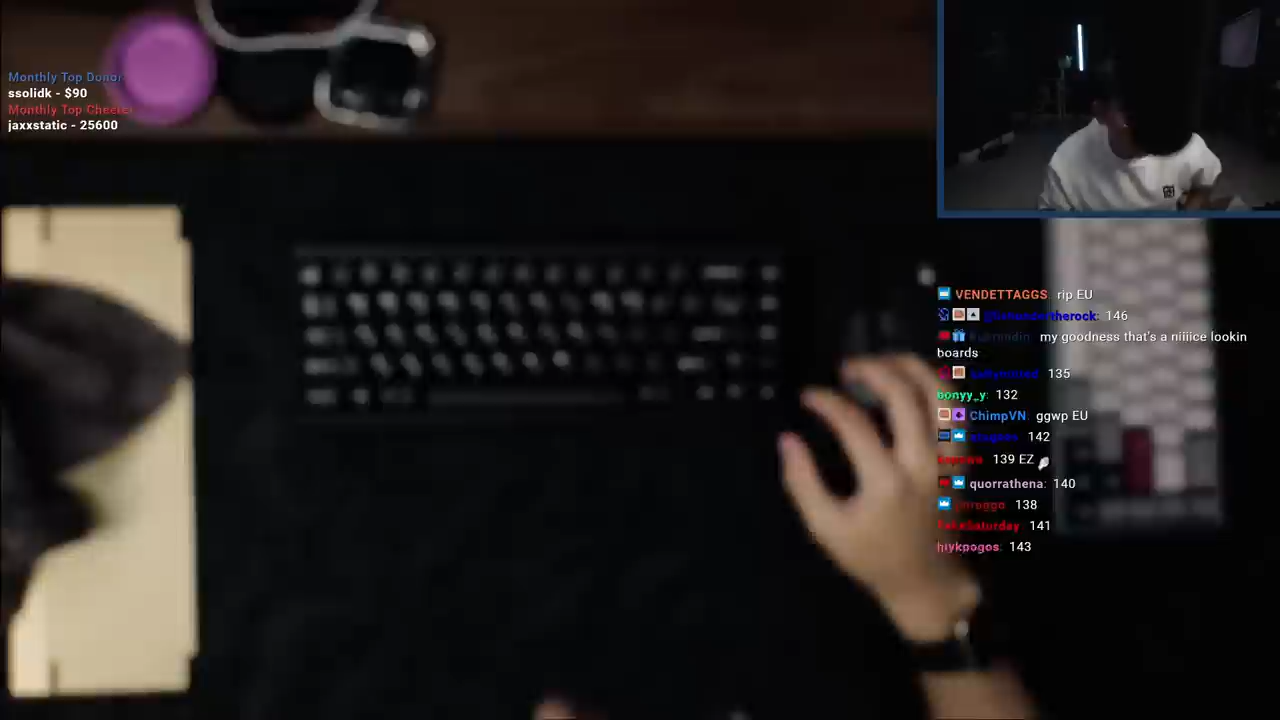 Monthly Top Donor
ssolidk - $90
Monthly Top Cheerer
jaxxstatic - 25600
VENDETTAGGS: rip EU
146
my goodness that's a niiiice lookin
boards
135
bonyy_y: 132
ChimpVN: ggwp EU
142
139 EZ
quorrathena: 140
138
FakeSaturday 141
hiykpogos: 143